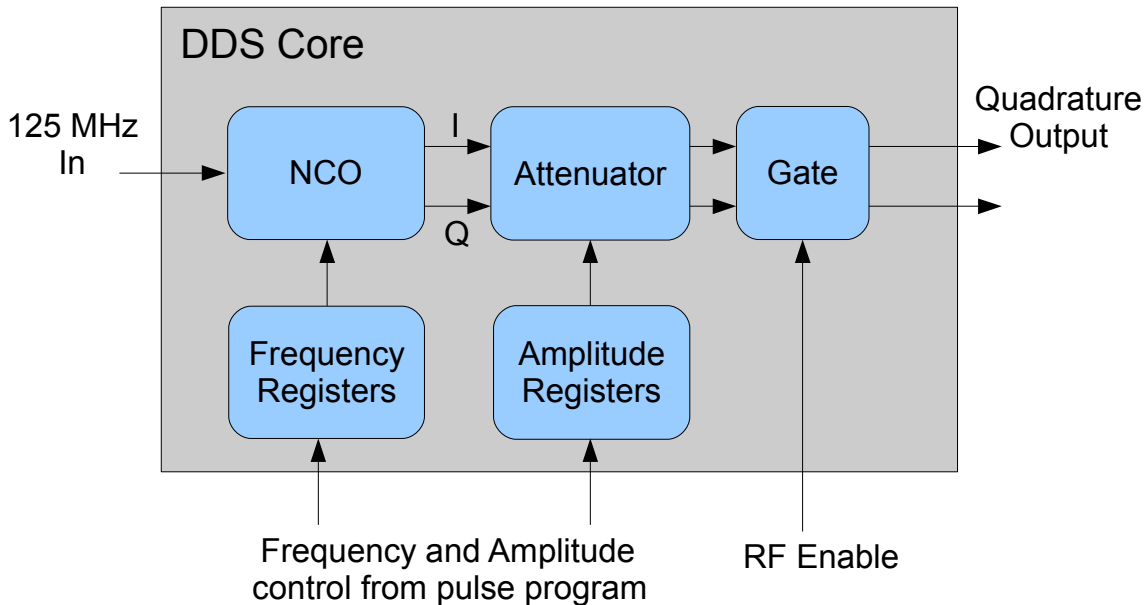 DDS Core
125 MHz
In
NCO
I
Q
Attenuator
Gate
Quadrature
Output
Frequency
Registers
Amplitude
Registers
Frequency and Amplitude
control from pulse program
RF Enable